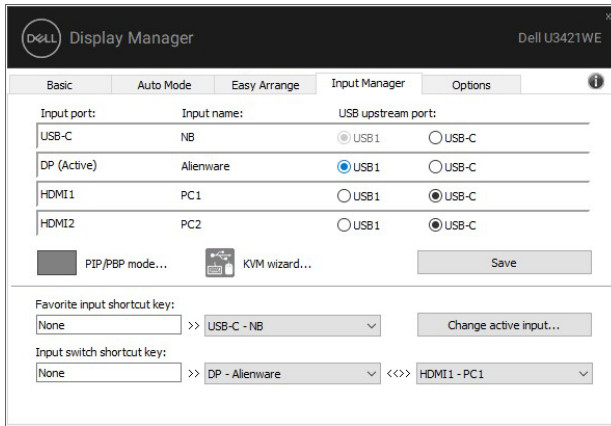 x
DELL Display Manager Dell U3421WE
Basic Auto Mode Easy Arrange Input Manager Options i
Input port: Input name: USB upstream port:
USB-C NB USB1 USB-C
DP (Active) Alienware USB1 USB-C
HDMI1 PC1 USB1 USB-C
HDMI2 PC2 USB1 USB-C
PIP/PBP mode... KVM wizard... Save
Favorite input shortcut key:
None >> USB-C - NB Change active input...
Input switch shortcut key:
None >> DP - Alienware <<>> HDMI1 - PC1